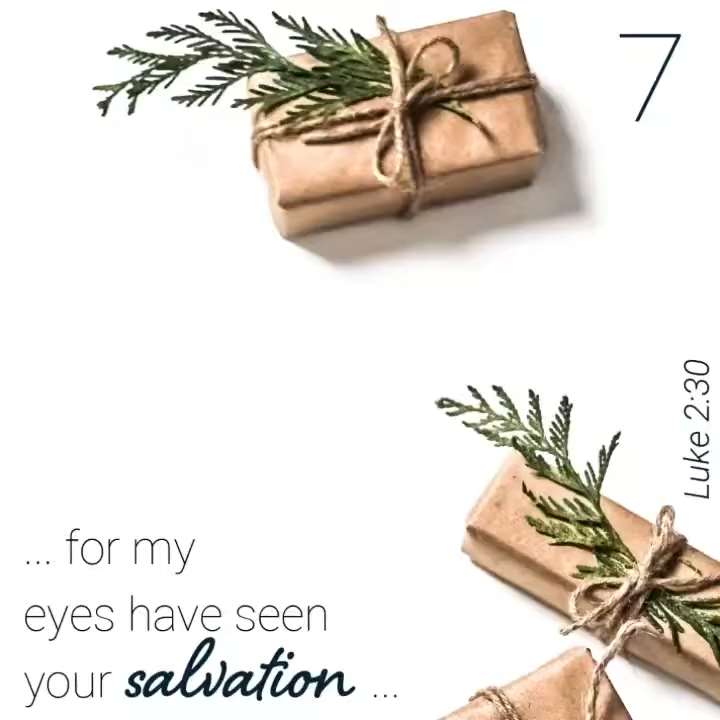 7
Luke 2:30
... for my
eyes have seen
your salvation ...